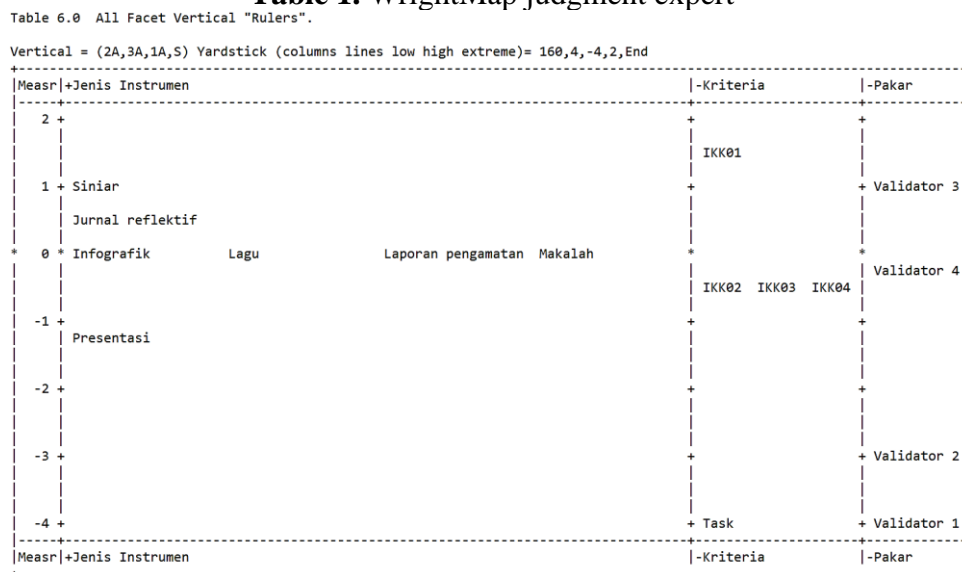 Table 1. WrightMap judgment expert
Table 6.0 All Facet Vertical "Rulers".
Vertical = (2A,3A,1A,S) Yardstick (columns lines low high extreme)= 160,4,-4,2,End
|Measr|+Jenis Instrumen |-Kriteria |-Pakar
2 + + +
IKK01
1 + Siniar + + Validator 3
Jurnal reflektif
* 0 * Infografik Lagu Laporan pengamatan Makalah * *
Validator 4
IKK02 IKK03 IKK04
-1 + + +
Presentasi
-2 + + +
-3 + + + Validator 2
-4 + + Task + Validator 1
|Measr|+Jenis Instrumen |-Kriteria |-Pakar